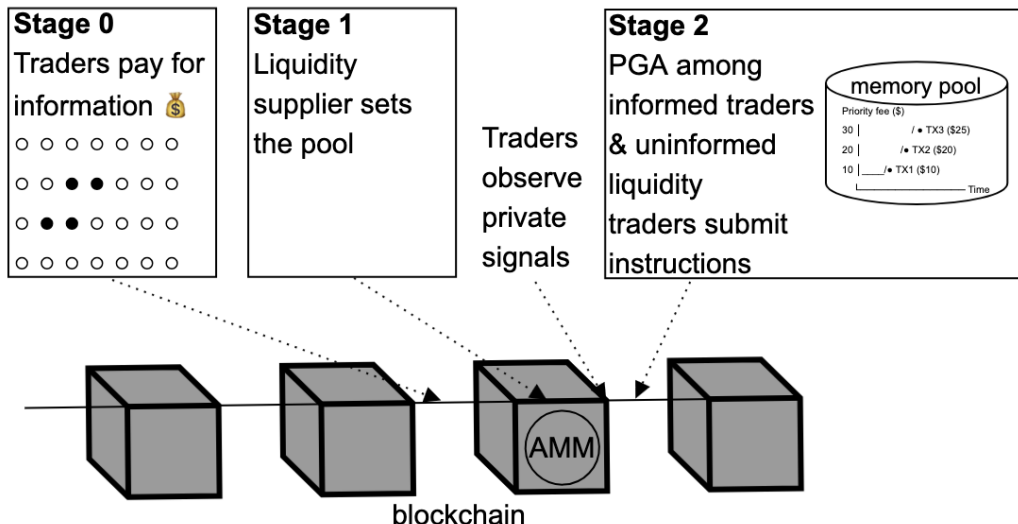 Stage 0
Traders pay for
information 💰
Stage 1
Liquidity
supplier sets
the pool
Traders
observe
private
signals
Stage 2
PGA among
informed traders
& uninformed
liquidity
traders submit
instructions
memory pool
Priority fee ($)
30 | /● TX3 ($25)
20 | /● TX2 ($20)
10 |____/● TX1 ($10)
Time
AMM
blockchain